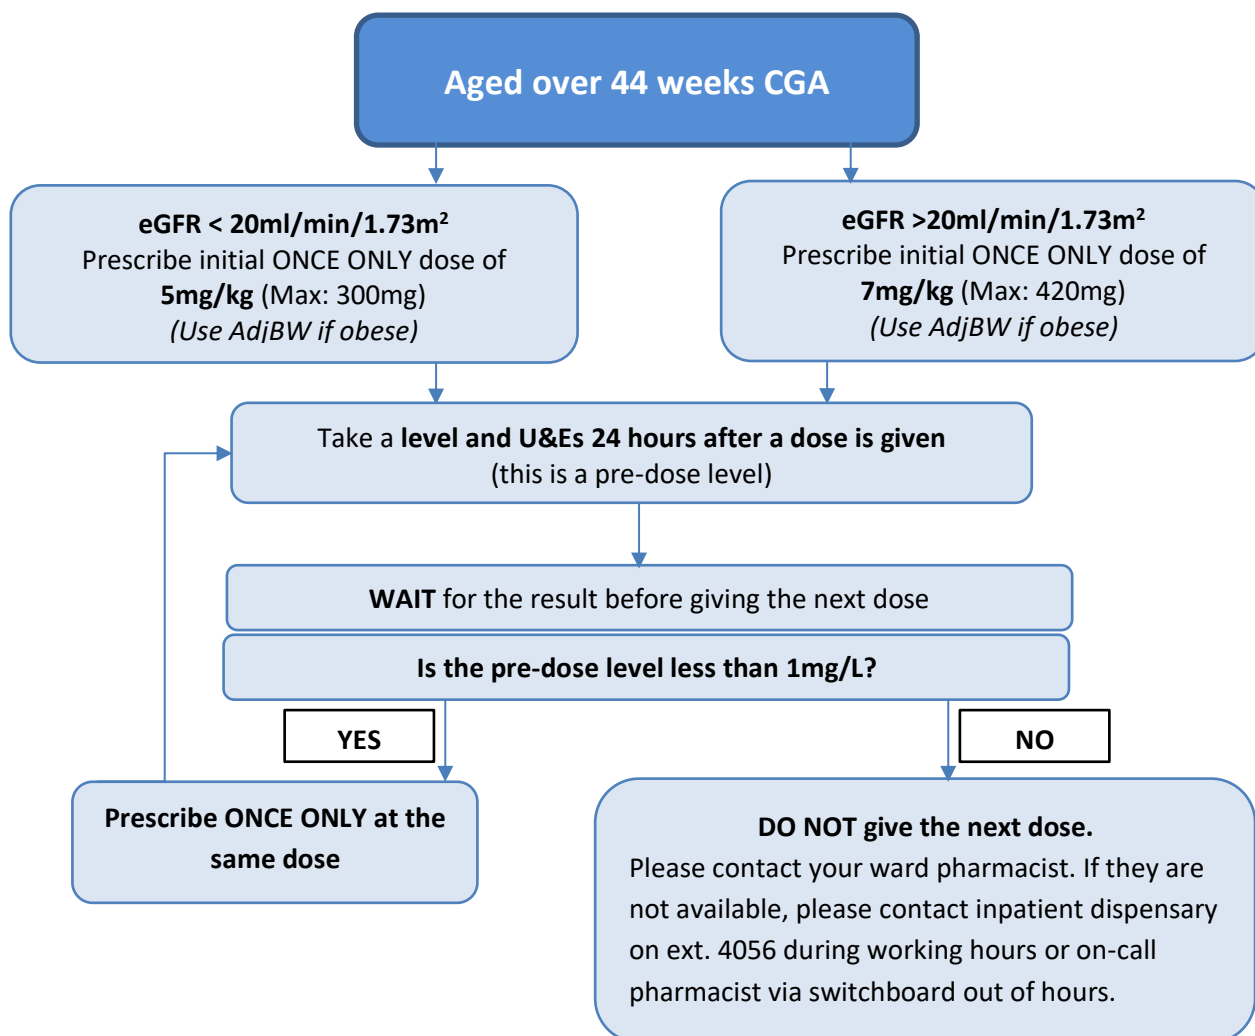 Aged over 44 weeks CGA
eGFR < 20ml/min/1.73m²
Prescribe initial ONCE ONLY dose of
5mg/kg (Max: 300mg)
(Use AdjBW if obese)
eGFR >20ml/min/1.73m²
Prescribe initial ONCE ONLY dose of
7mg/kg (Max: 420mg)
(Use AdjBW if obese)
Take a level and U&Es 24 hours after a dose is given
(this is a pre-dose level)
WAIT for the result before giving the next dose
Is the pre-dose level less than 1mg/L?
YES
NO
Prescribe ONCE ONLY at the
same dose
DO NOT give the next dose.
Please contact your ward pharmacist. If they are
not available, please contact inpatient dispensary
on ext. 4056 during working hours or on-call
pharmacist via switchboard out of hours.